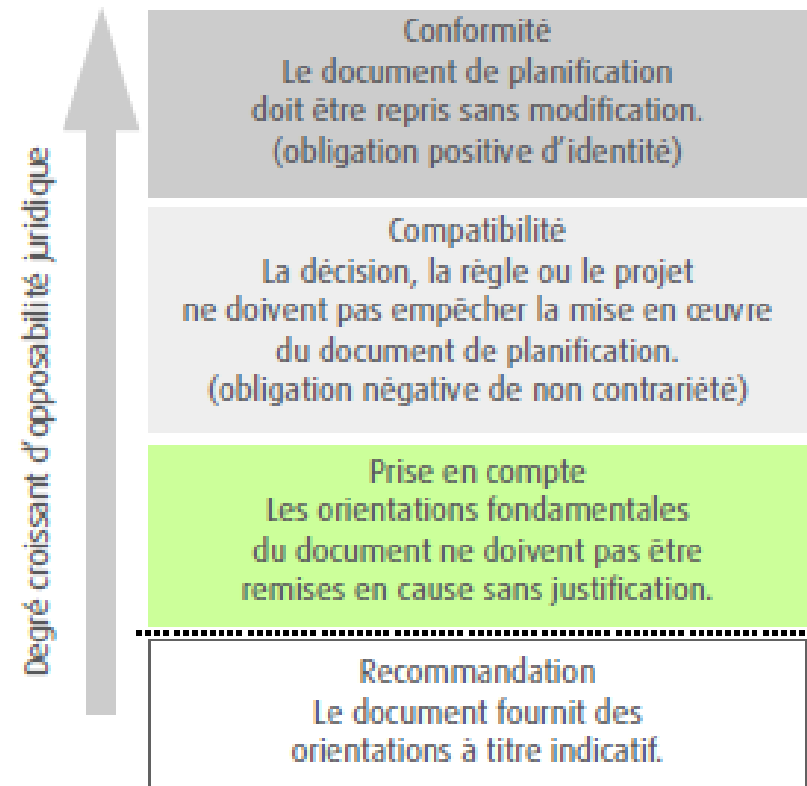 Degré croissant d'opposabilité juridique
Conformité
Le document de planification
doit être repris sans modification.
(obligation positive d'identité)
Compatibilité
La décision, la règle ou le projet
ne doivent pas empêcher la mise en œuvre
du document de planification.
(obligation négative de non contrariété)
Prise en compte
Les orientations fondamentales
du document ne doivent pas être
remises en cause sans justification.
Recommandation
Le document fournit des
orientations à titre indicatif.